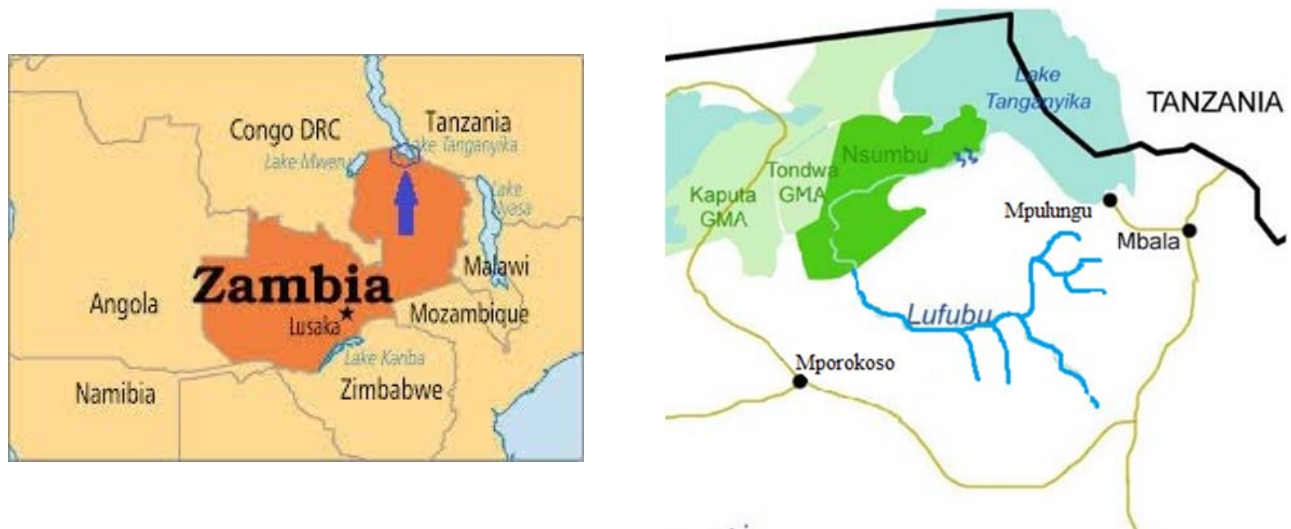 Congo DRC
Tanzania
Lake Tanganyika
Lake Mweru
Lake
Nyasa
Zambia
Malawi
Angola
Lusaka
Mozambique
Lake Kariba
Namibia
Zimbabwe
Lake
Tanganyika
TANZANIA
Nsumbu
Tondwa
GMA
Kaputa
GMA
Mpulungu
Mbala
Lufubu
Mporokoso